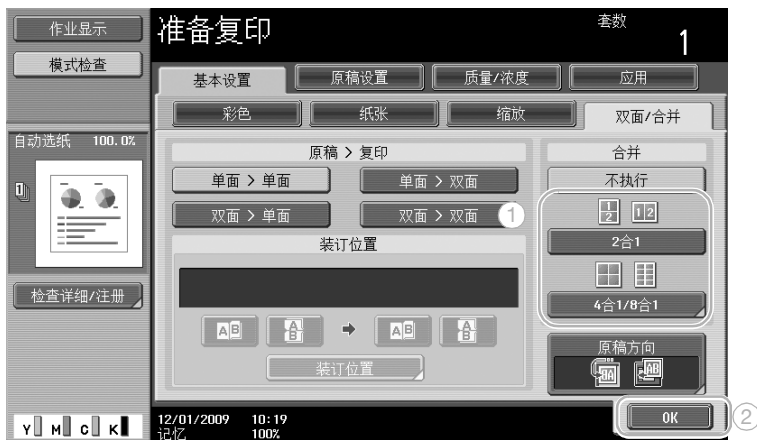 作业显示
准备复印
套数
1
模式检查
基本设置
原稿设置
质量/浓度
应用
彩色
纸张
缩放
双面/合并
自动选纸 100.0%
1
原稿 > 复印
合并
单面 > 单面
单面 > 双面
不执行
双面 > 单面
双面 > 双面
1
1 2
1 2
装订位置
2合1
检查详细/注册
4合1/8合1
A B
A B
A B
A B
原稿方向
装订位置
AB
AB
OK
2
Y M C K
12/01/2009 10:19
记忆 100%